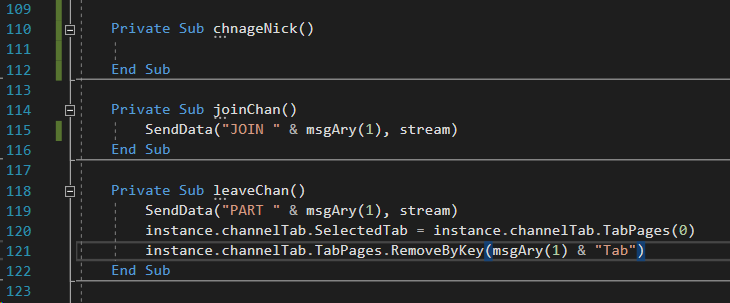 109
110 Private Sub chnageNick()
111
112 End Sub
113
114 Private Sub joinChan()
115 SendData("JOIN " & msgAry(1), stream)
116 End Sub
117
118 Private Sub leaveChan()
119 SendData("PART " & msgAry(1), stream)
120 instance.channelTab.SelectedTab = instance.channelTab.TabPages(0)
121 instance.channelTab.TabPages.RemoveByKey(msgAry(1) & "Tab")
122 End Sub
123